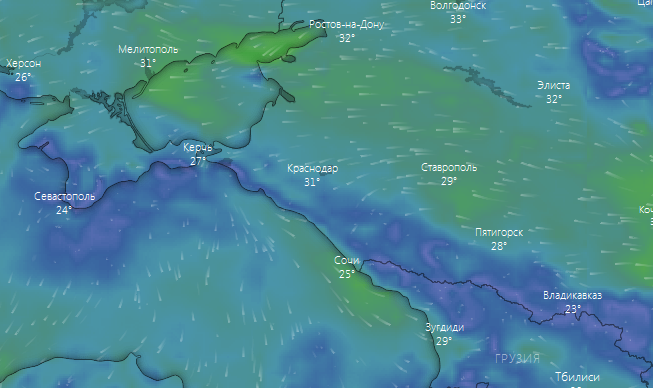 Волгодонск
33°
Ростов-на-Дону
32°
Мелитополь
31°
Херсон
26°
Элиста
32°
Керчь
27°
Краснодар
31°
Ставрополь
29°
Севастополь
24°
Пятигорск
28°
Сочи
25°
Владикавказ
23°
Зугдиди
29°
ГРУЗИЯ
Тбилиси